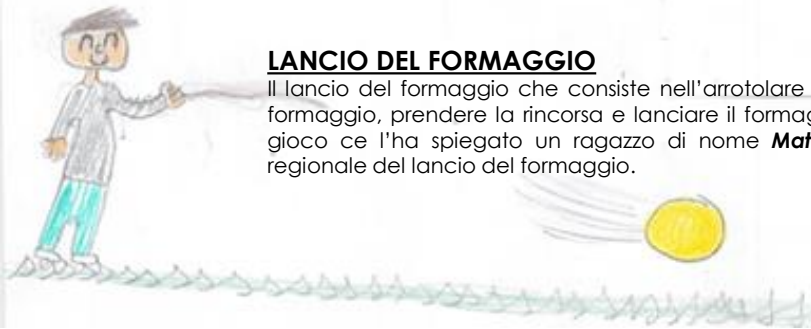 LANCIO DEL FORMAGGIO
Il lancio del formaggio che consiste nell'arrotolare
formaggio, prendere la rincorsa e lanciare il
gioco ce l'ha spiegato un ragazzo di nome
regionale del lancio del formaggio.